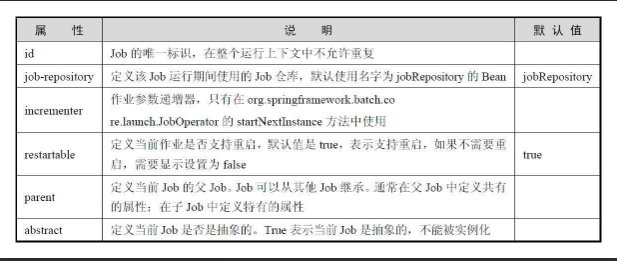 属 性 说 明 默 认 值
id Job 的唯一标识，在整个运行上下文中不允许重复
job-repository 定义该 Job 运行期间使用的 Job 仓库，默认使用名字为 jobRepository 的 Bean jobRepository
incrementer 作业参数递增器，只有在 org.springframework.batch.co
re.launch.JobOperator 的 startNextInstance 方法中使用
restartable 定义当前作业是否支持重启，默认值是 true，表示支持重启，如果不需要重 true
启，需要显示设置为 false
parent 定义当前 Job 的父 Job。Job 可以从其他 Job 继承。通常在父 Job 中定义共有
的属性；在子 Job 中定义特有的属性
abstract 定义当前 Job 是否是抽象的。True 表示当前 Job 是抽象的，不能被实例化